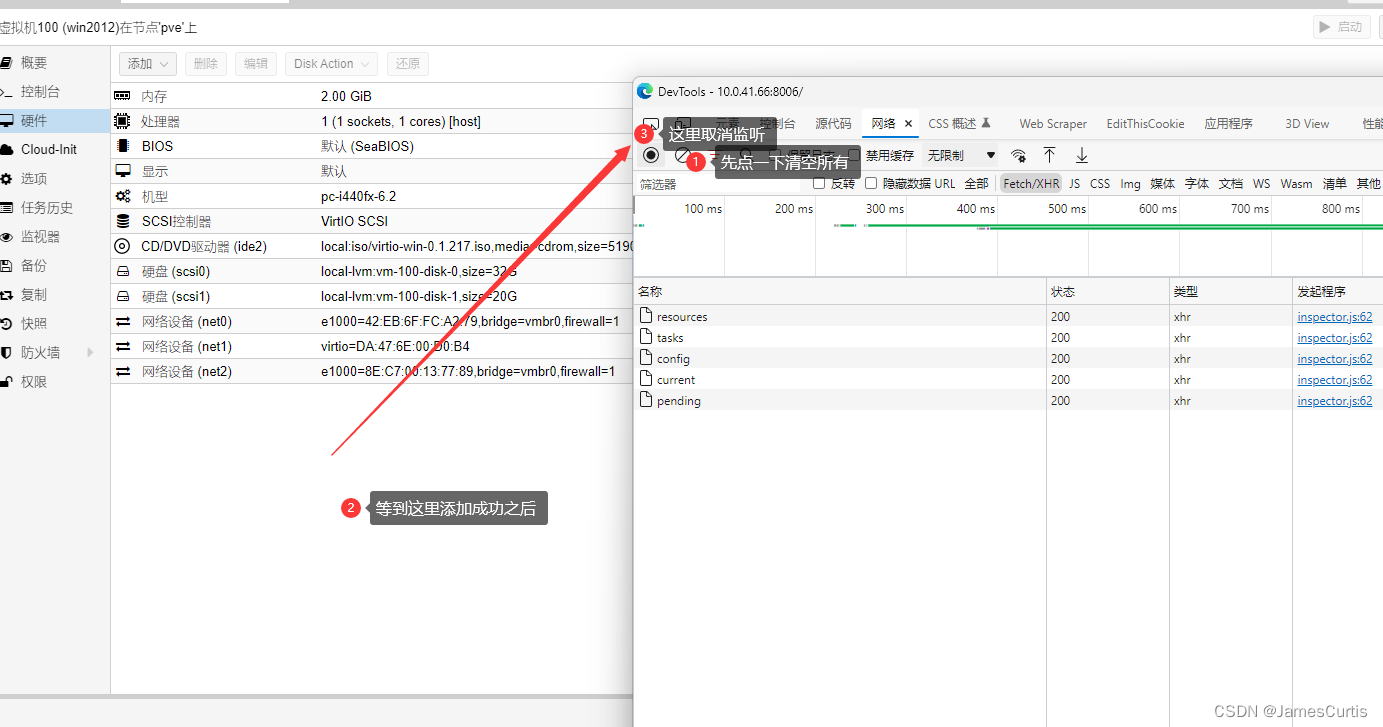 虚拟机100 (win2012)在节点'pve'上
启动
概要
控制台
硬件
Cloud-Init
选项
任务历史
监视器
备份
复制
快照
防火墙
权限
添加 删除 编辑 Disk Action 还原
内存 2.00 GiB
处理器 1 (1 sockets, 1 cores) [host]
BIOS 默认 (SeaBIOS)
显示 默认
机型 pc-i440fx-6.2
SCSI控制器 VirtIO SCSI
CD/DVD驱动器 (ide2) local:iso/virtio-win-0.1.217.iso,media=cdrom,size=5190
硬盘 (scsi0) local-lvm:vm-100-disk-0,size=32G
硬盘 (scsi1) local-lvm:vm-100-disk-1,size=20G
网络设备 (net0) e1000=42:EB:6F:FC:A2:79,bridge=vmbr0,firewall=1
网络设备 (net1) virtio=DA:47:6E:00:D0:B4
网络设备 (net2) e1000=8E:C7:00:13:77:89,bridge=vmbr0,firewall=1
2 等到这里添加成功之后
DevTools - 10.0.41.66:8006/
元素 控制台 源代码 网络 × CSS 概述 Web Scraper EditThisCookie 应用程序 3D View 性能
3 这里取消监听
保留日志 禁用缓存 无限制
1 先点一下清空所有
筛选器 反转 隐藏数据 URL 全部 Fetch/XHR JS CSS Img 媒体 字体 文档 WS Wasm 清单 其他
100 ms 200 ms 300 ms 400 ms 500 ms 600 ms 700 ms 800 ms
名称 状态 类型 发起程序
resources 200 xhr inspector.js:62
tasks 200 xhr inspector.js:62
config 200 xhr inspector.js:62
current 200 xhr inspector.js:62
pending 200 xhr inspector.js:62
CSDN @JamesCurtis